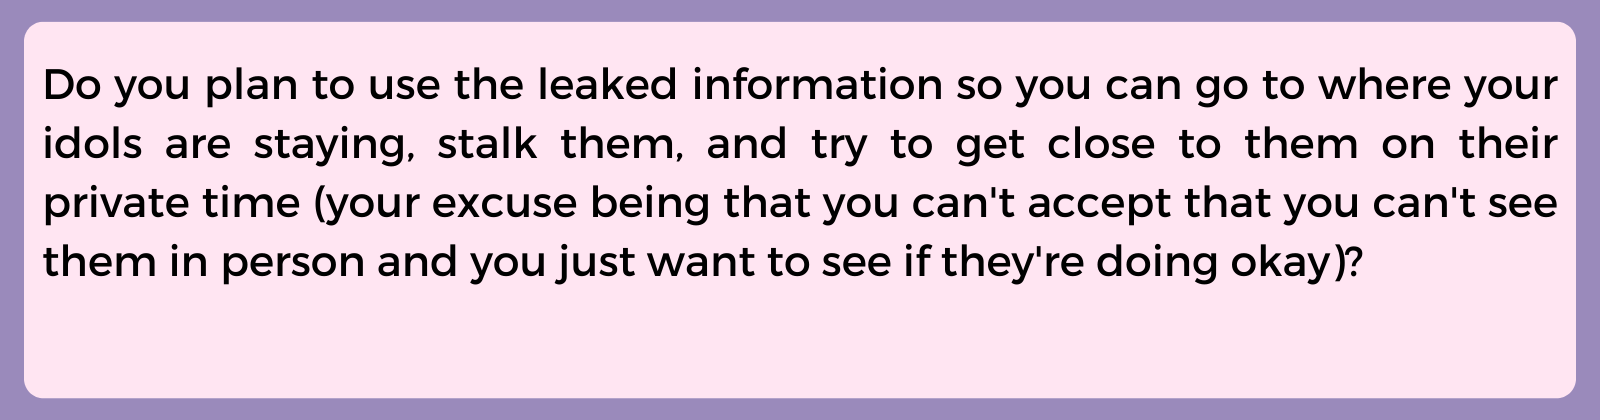 Do you plan to use the leaked information so you can go to where your
idols are staying, stalk them, and try to get close to them on their
private time (your excuse being that you can't accept that you can't see
them in person and you just want to see if they're doing okay)?